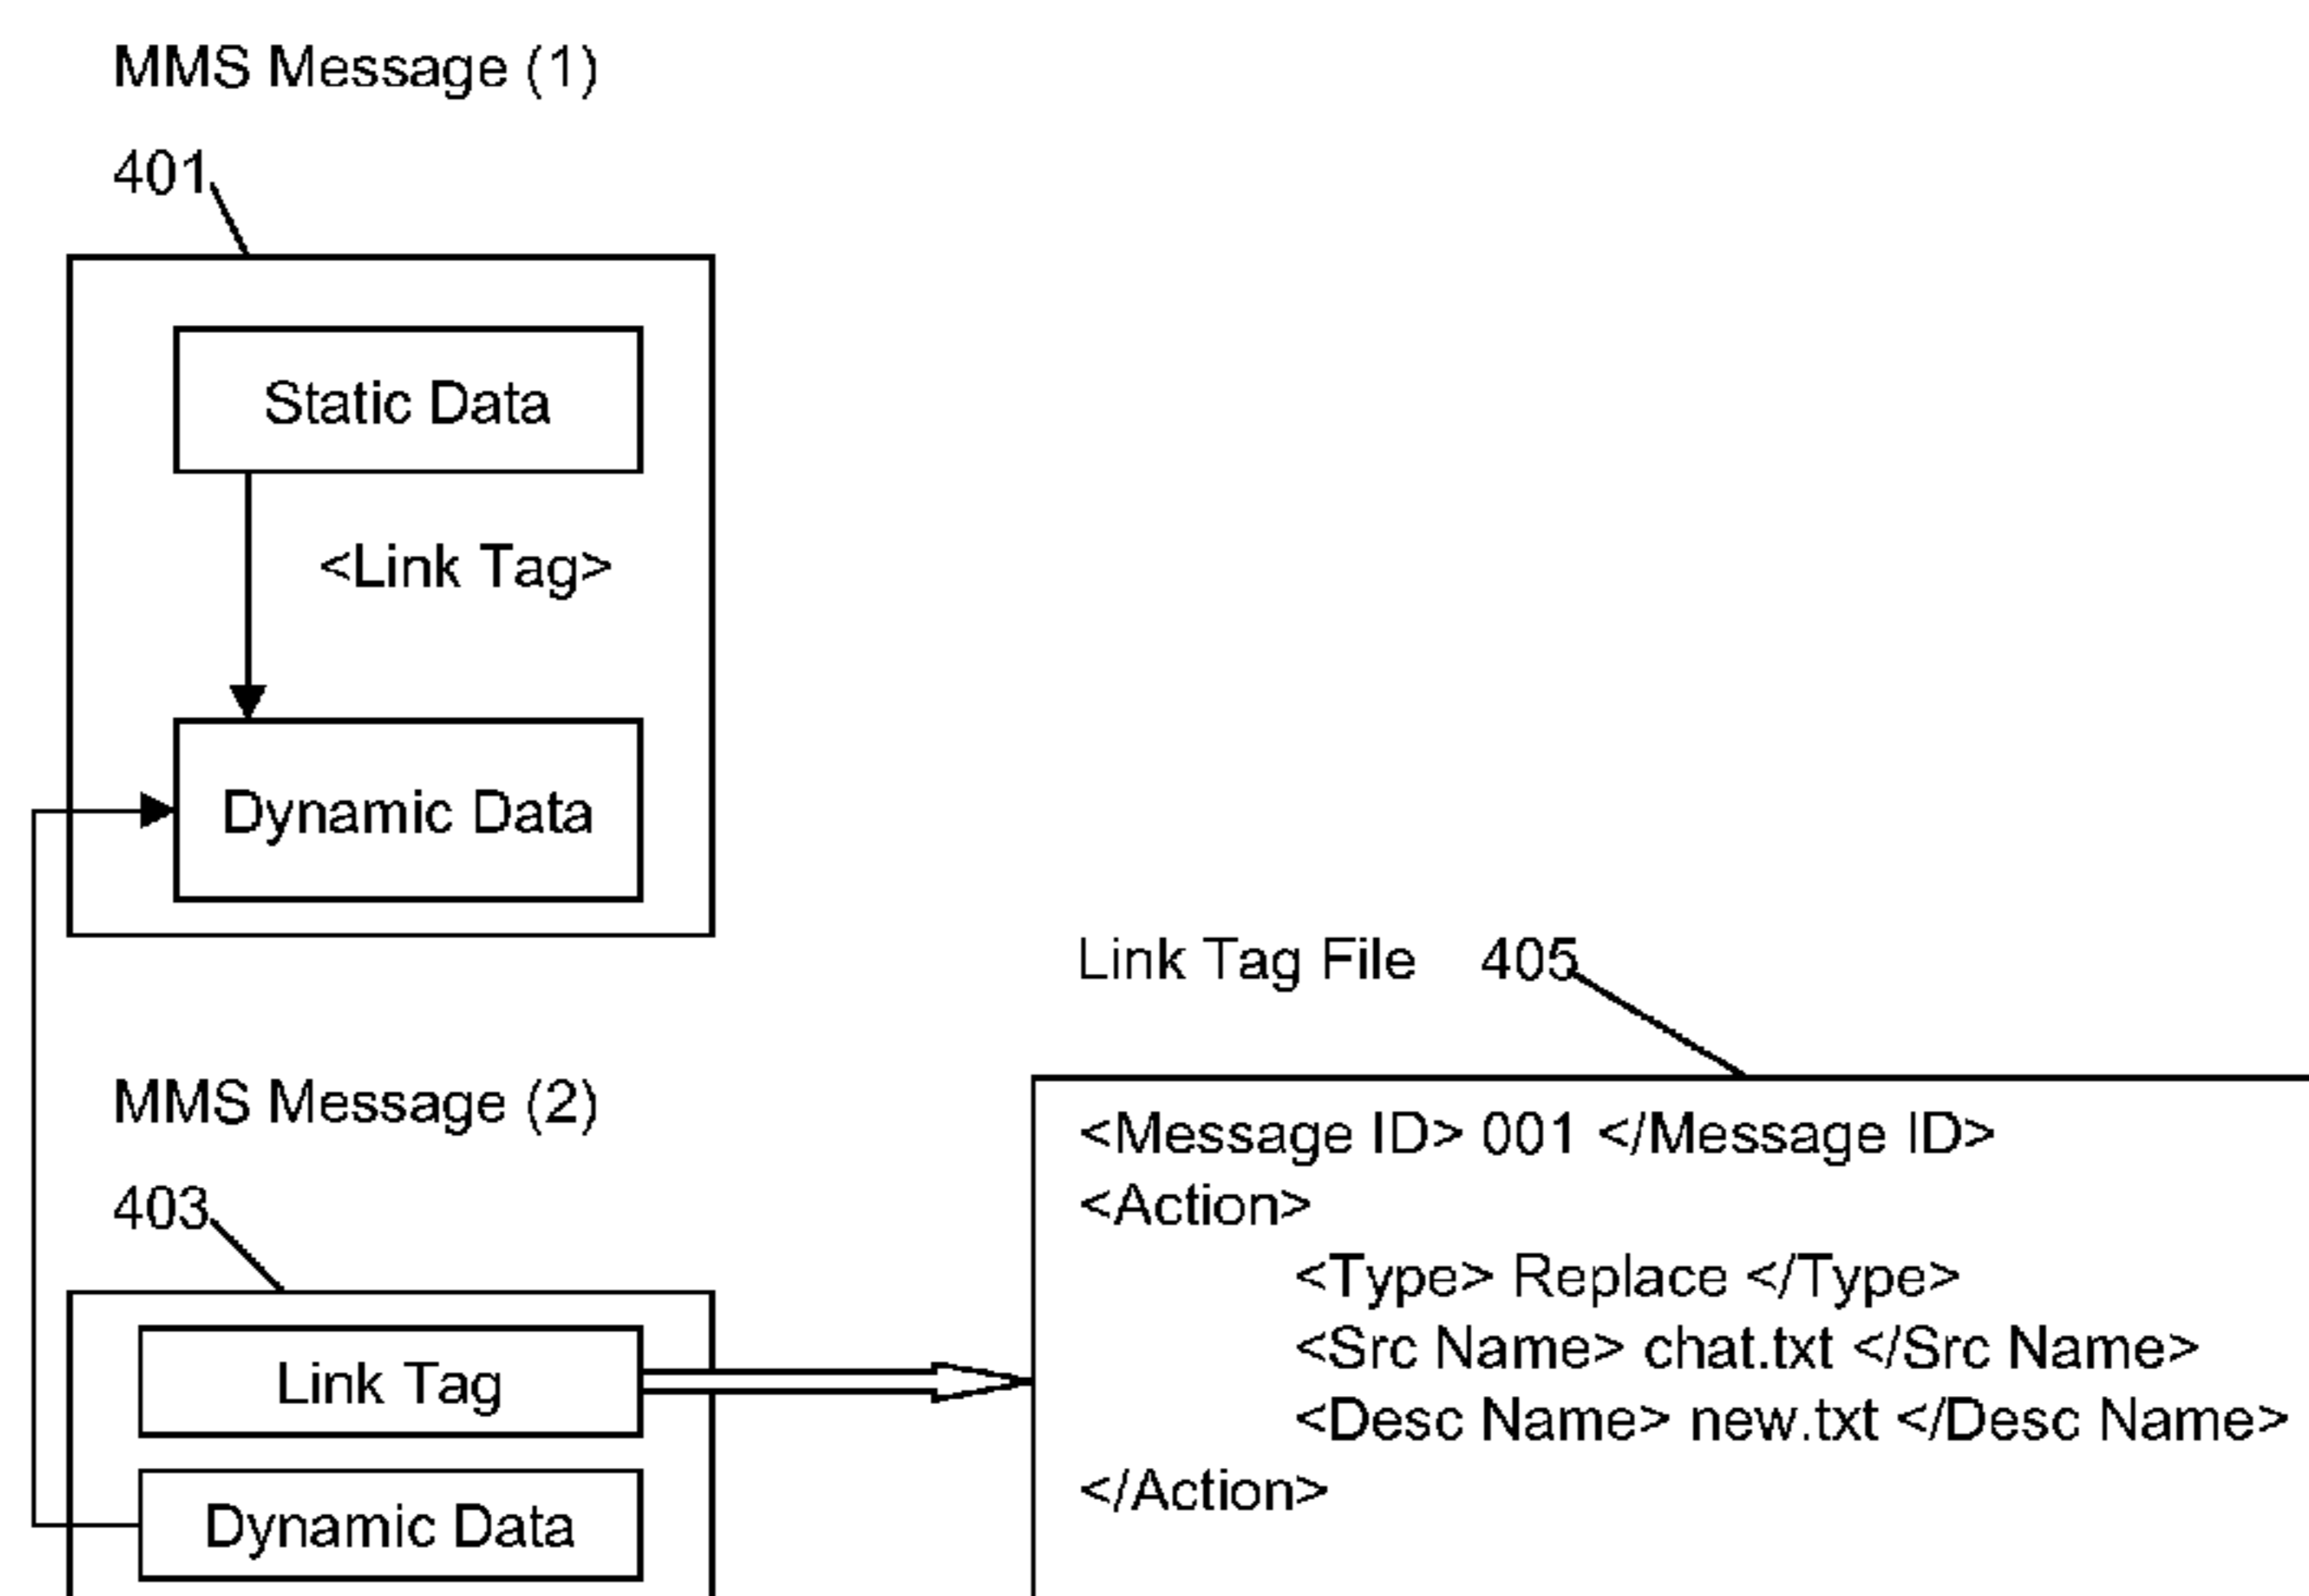 MMS Message (1)
401
Static Data
<Link Tag>
Dynamic Data
Link Tag File 405
MMS Message (2)
403
Link Tag
Dynamic Data
<Message ID> 001 </Message ID>
<Action>
<Type> Replace </Type>
<Src Name> chat.txt </Src Name>
<Desc Name> new.txt </Desc Name>
</Action>